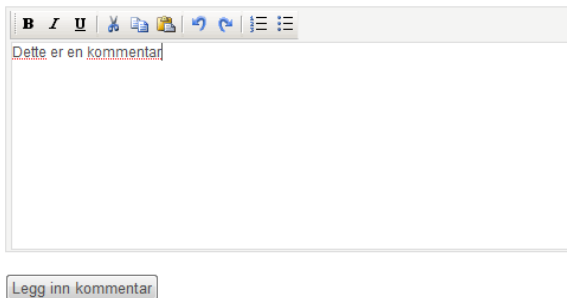 B I U
Dette er en kommentar
Legg inn kommentar